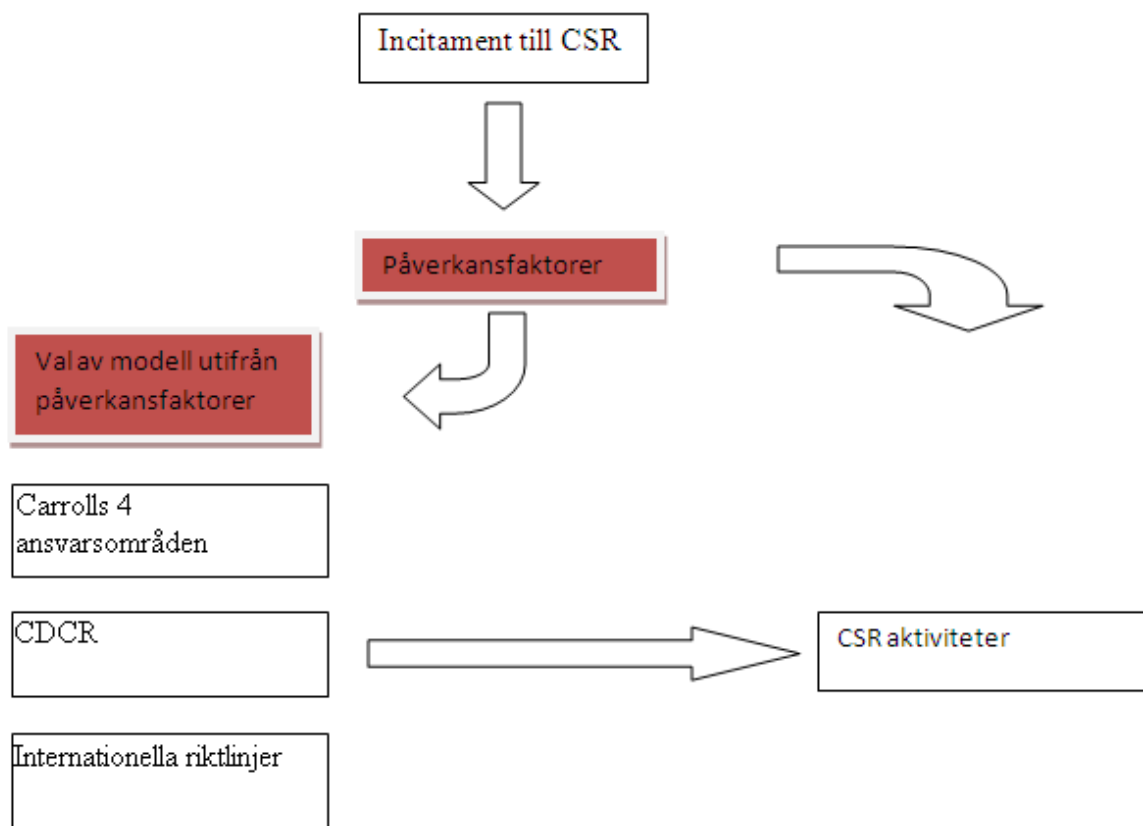 Incitament till CSR
Påverkansfaktorer
Val av modell utifrån
påverkansfaktorer
Carrolls 4
ansvarsområden
CDCR
CSR aktiviteter
Internationella riktlinjer